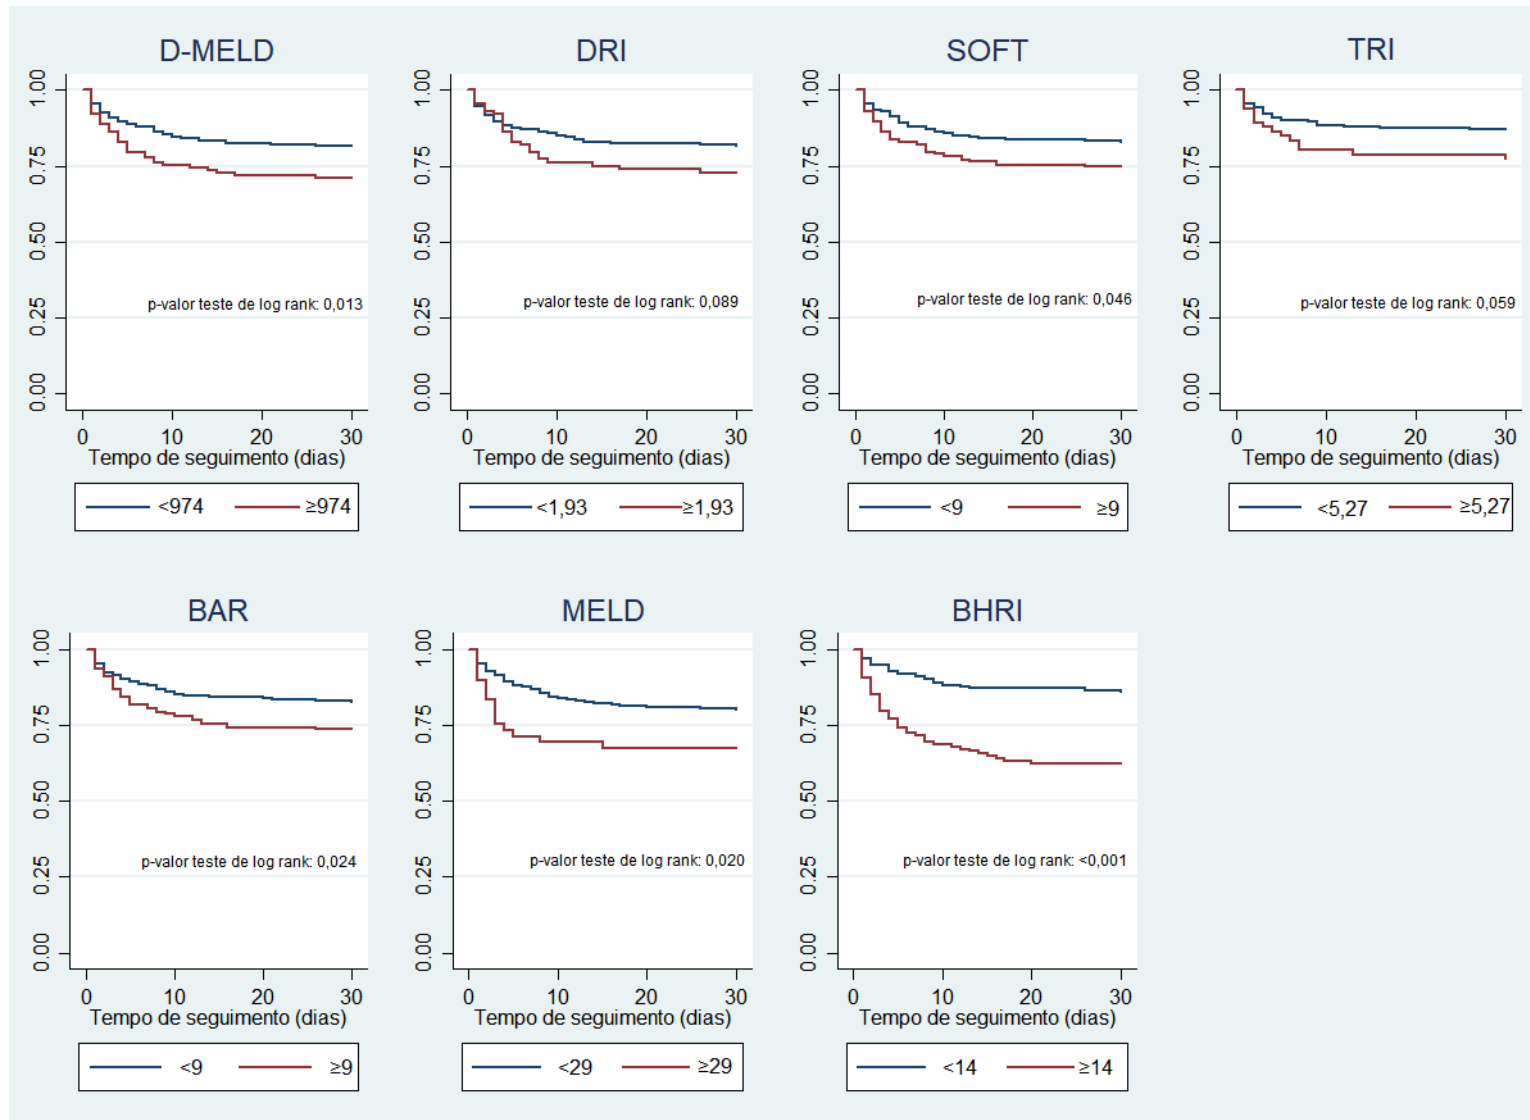 D-MELD
1.00
0.75
0.50
0.25
0.00
p-valor teste de log rank: 0,013
0 10 20 30
Tempo de seguimento (dias)
<974 ≥974
DRI
1.00
0.75
0.50
0.25
0.00
p-valor teste de log rank: 0,089
0 10 20 30
Tempo de seguimento (dias)
<1,93 ≥1,93
SOFT
1.00
0.75
0.50
0.25
0.00
p-valor teste de log rank: 0,046
0 10 20 30
Tempo de seguimento (dias)
<9 ≥9
TRI
1.00
0.75
0.50
0.25
0.00
p-valor teste de log rank: 0,059
0 10 20 30
Tempo de seguimento (dias)
<5,27 ≥5,27
BAR
1.00
0.75
0.50
0.25
0.00
p-valor teste de log rank: 0,024
0 10 20 30
Tempo de seguimento (dias)
<9 ≥9
MELD
1.00
0.75
0.50
0.25
0.00
p-valor teste de log rank: 0,020
0 10 20 30
Tempo de seguimento (dias)
<29 ≥29
BHRI
1.00
0.75
0.50
0.25
0.00
p-valor teste de log rank: <0,001
0 10 20 30
Tempo de seguimento (dias)
<14 ≥14